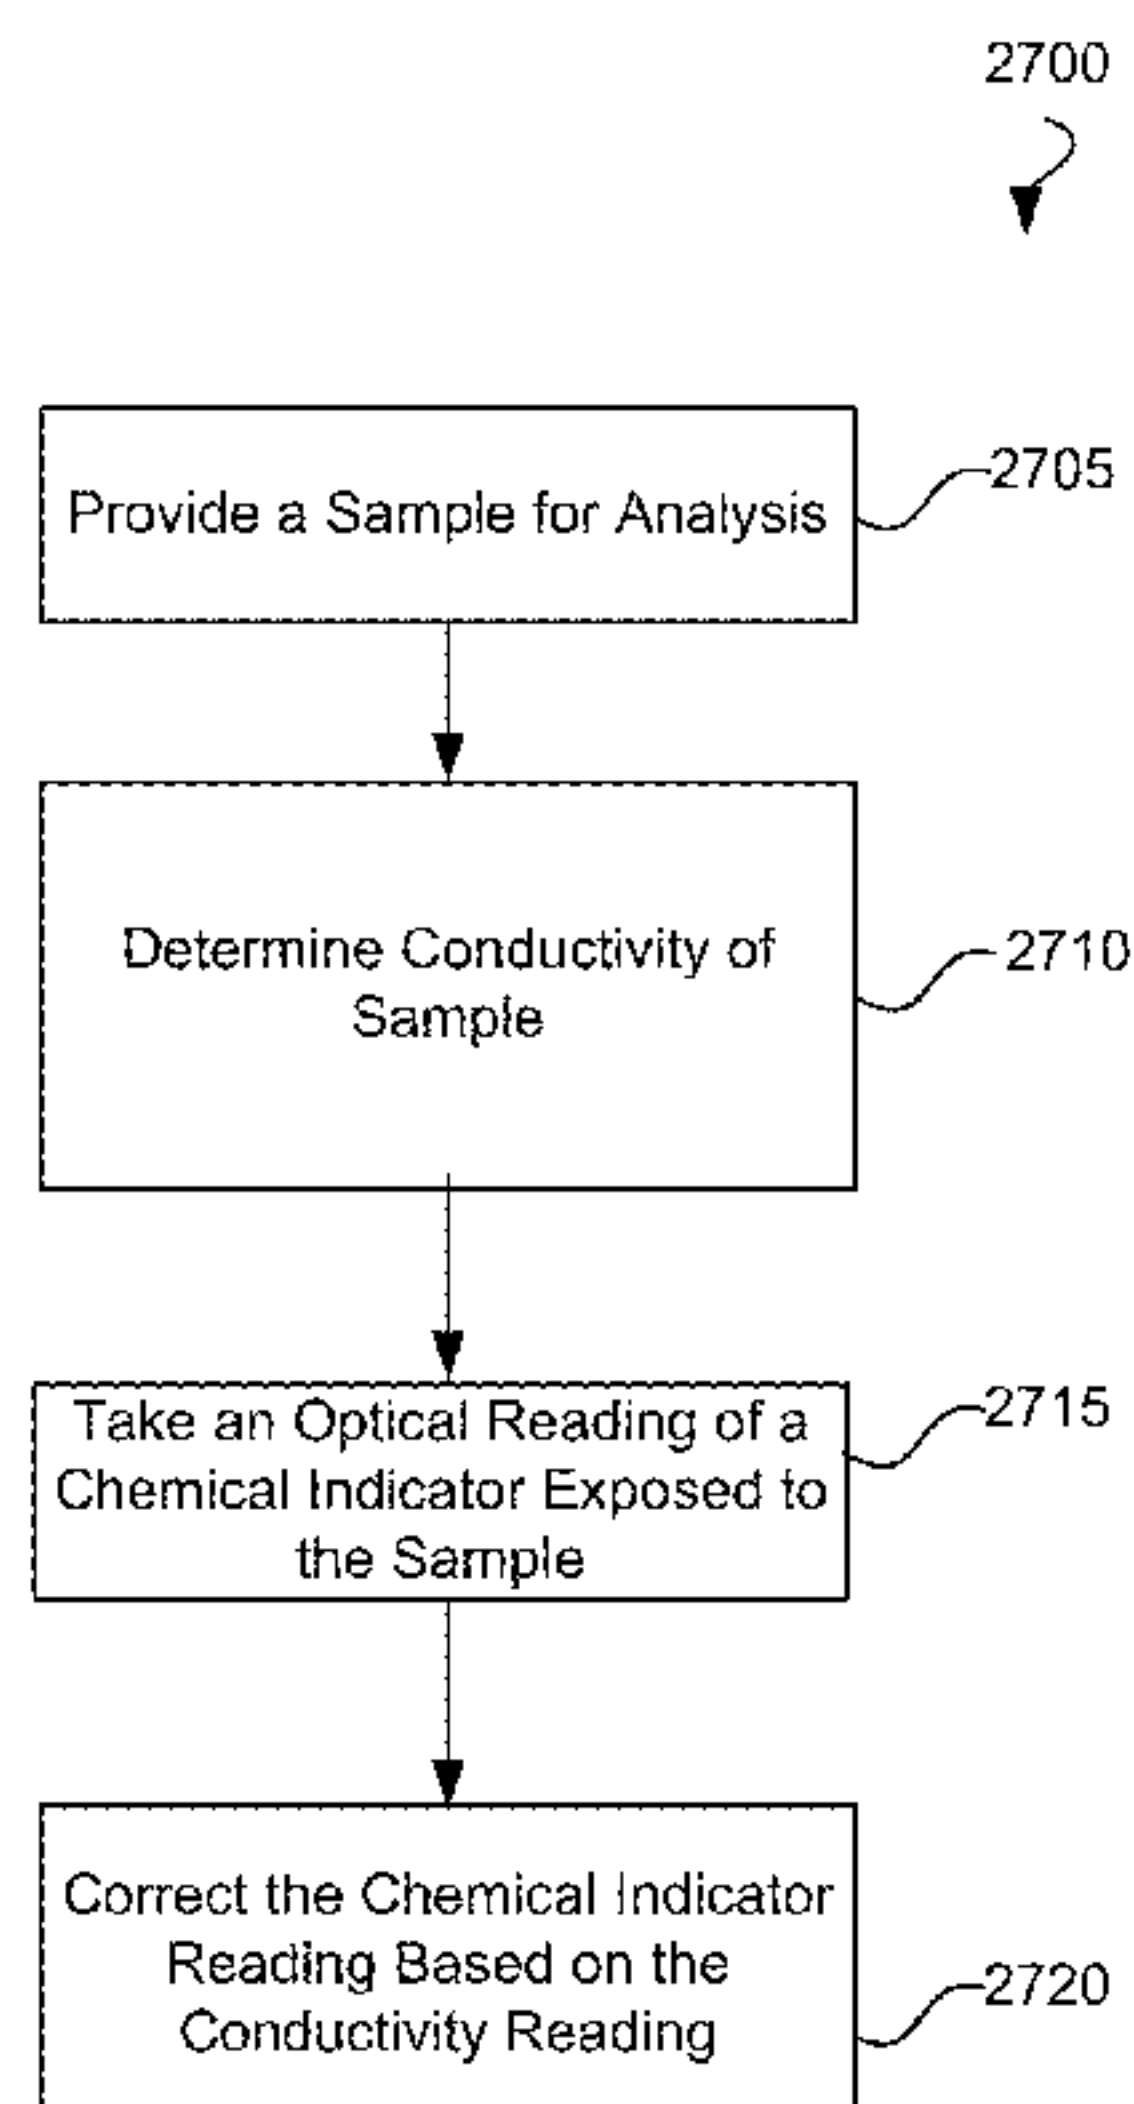 2700
Provide a Sample for Analysis
2705
Determine Conductivity of
Sample
2710
Take an Optical Reading of a
Chemical Indicator Exposed to
the Sample
2715
Correct the Chemical Indicator
Reading Based on the
Conductivity Reading
2720